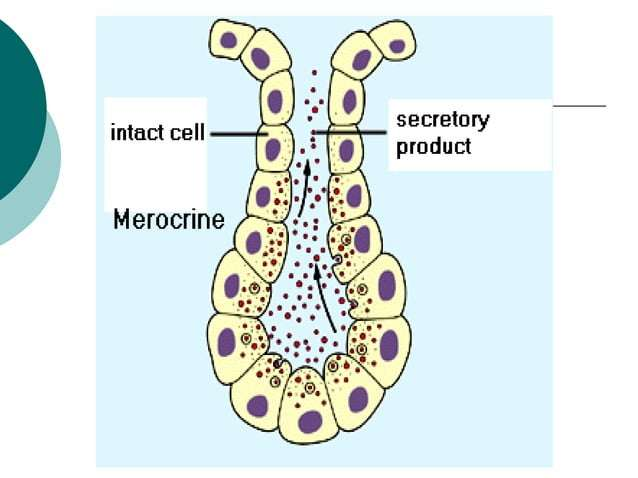 intact cell
secretory
product
Merocrine